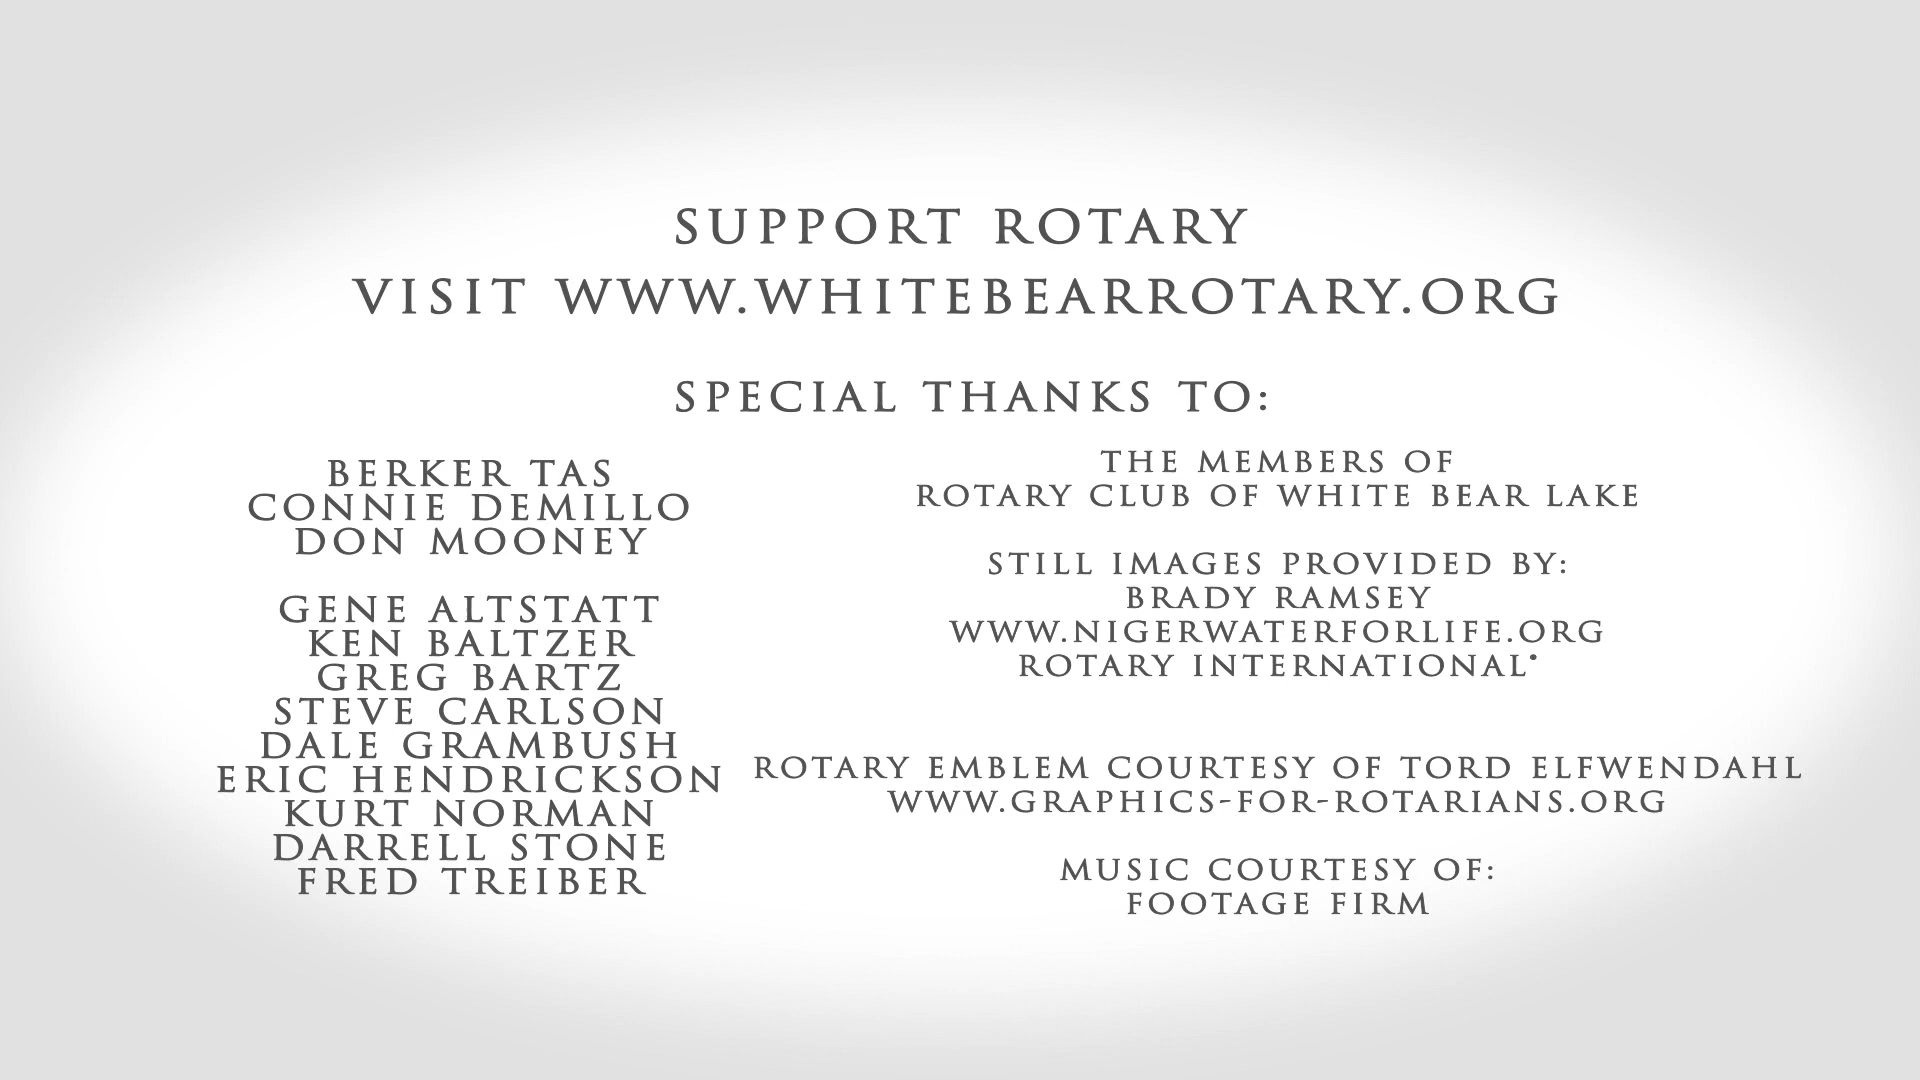 SUPPORT ROTARY
VISIT WWW.WHITEBEARROTARY.ORG
SPECIAL THANKS TO:
BERKER TAS
CONNIE DEMILLO
DON MOONEY
GENE ALTSTATT
KEN BALTZER
GREG BARTZ
STEVE CARLSON
DALE GRAMBUSH
ERIC HENDRICKSON
KURT NORMAN
DARRELL STONE
FRED TREIBER
THE MEMBERS OF
ROTARY CLUB OF WHITE BEAR LAKE
STILL IMAGES PROVIDED BY:
BRADY RAMSEY
WWW.NIGERWATERFORLIFE.ORG
ROTARY INTERNATIONAL•
ROTARY EMBLEM COURTESY OF TORD ELFWENDAHL
WWW.GRAPHICS-FOR-ROTARIANS.ORG
MUSIC COURTESY OF:
FOOTAGE FIRM